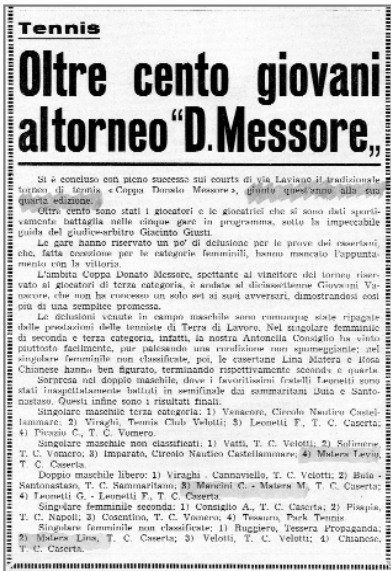 Tennis
Oltre cento giovani
al torneo "D. Messore„
Si è concluso con pieno successo sui courts di via Laviano il tradizionale
torneo di tennis «Coppa Donato Messore», giunto quest'anno alla sua
quarta edizione.
Oltre cento sono stati i giocatori e le giocatrici che si sono dati sporti-
vamente battaglia nelle cinque gare in programma, sotto la impeccabile
guida del giudice-arbitro Giacinto Giusti.
Le gare hanno riservato un po' di delusione per le prove dei casertani,
che, fatta eccezione per le categorie femminili, hanno mancato l'appunta-
mento con la vittoria.
L'ambita Coppa Donato Messore, spettante al vincitore del torneo riser-
vato ai giocatori di terza categoria, è andata al diciassettenne Giovanni Va-
nacore, che non ha concesso un solo set ai suoi avversari, dimostrandosi così
più di una semplice promessa.
Le delusioni venute in campo maschile sono comunque state ripagate
dalle prestazioni delle tenniste di Terra di Lavoro. Nel singolare femminile
di seconda e terza categoria, infatti, la nostra Antonella Consiglio ha vinto
piuttosto facilmente, pur palesando una condizione non spumeggiante; nel
singolare femminile non classificate, poi, le casertane Lina Matera e Rosa
Chianese hanno ben figurato, terminando rispettivamente seconda e quarta.
Sorpresa nel doppio maschile, dove i favoritissimi fratelli Leonetti sono
stati inaspettatamente battuti in semifinale dai sammaritani Buia e Santo-
nastaso. Questi infine sono i risultati finali:
Singolare maschile terza categoria: 1) Vanacore, Circolo Nautico Castel-
lammare; 2) Viraghi, Tennis Club Velotti; 3) Leonetti F., T. C. Caserta;
4) Picazio C., T. C. Vomero.
Singolare maschile non classificati: 1) Vatti, T. C. Velotti; 2) Solimene,
T. C. Vomero; 3) Imparato, Circolo Nautico Castellammare; 4) Matera Levio,
T. C. Caserta.
Doppio maschile libero: 1) Viraghi - Cannaviello, T. C. Velotti; 2) Buia -
Santonastaso, T. C. Sammaritano; 3) Mancini C. - Matera M., T. C. Caserta;
4) Leonetti G. - Leonetti F., T. C. Caserta.
Singolare femminile seconda: 1) Consiglio A., T. C. Caserta; 2) Pisapia,
T. C. Napoli; 3) Cosentino, T. C. Vomero; 4) Tesauro, Park Tennis.
Singolare femminile non classificate: 1) Ruggiero, Tessera Propaganda;
2) Matera Lina, T. C. Caserta; 3) Velotti, T. C. Velotti; 4) Chianese,
T. C. Caserta.